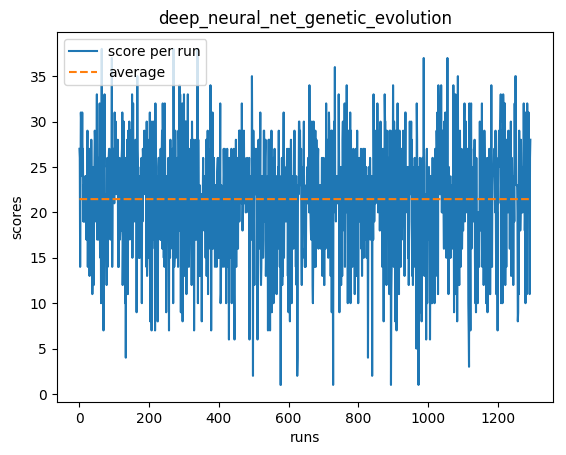 deep_neural_net_genetic_evolution
score per run
average
scores
35
30
25
20
15
10
5
0
0 200 400 600 800 1000 1200
runs